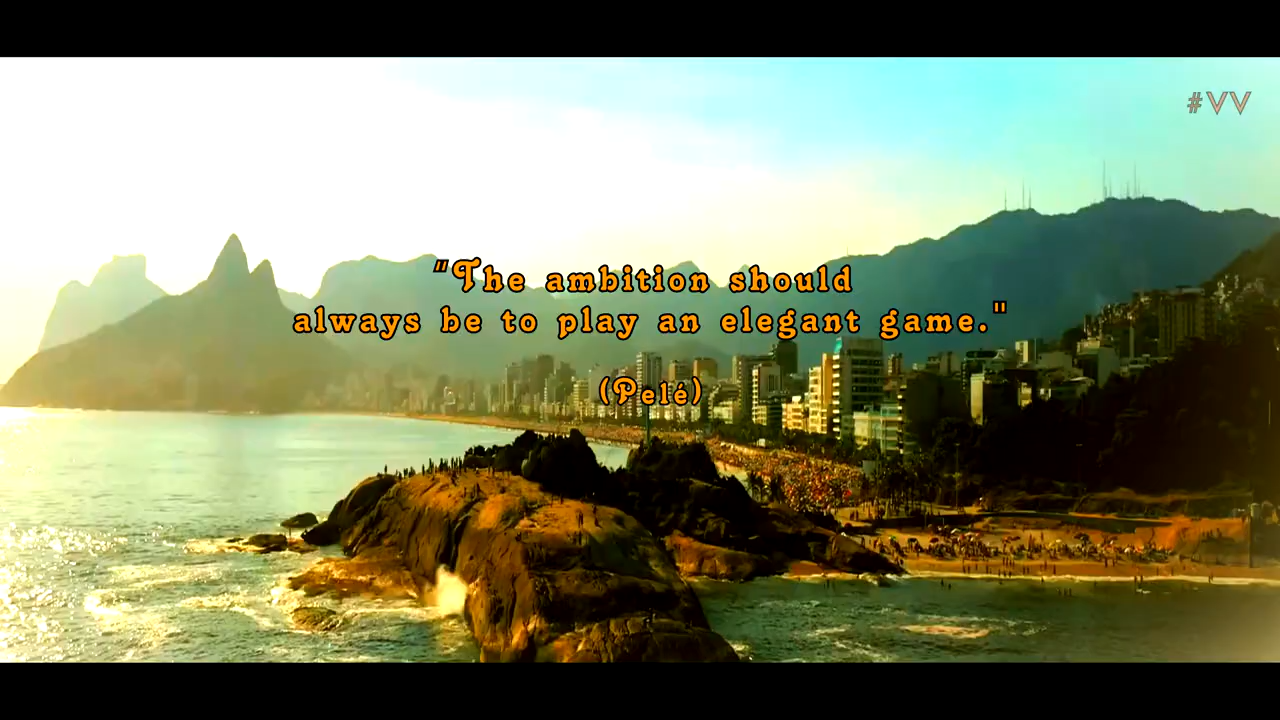 #VV
"The ambition should
always be to play an elegant game."
(Pelé)